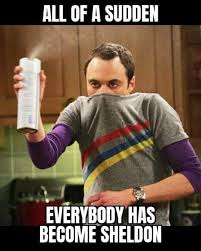 ALL OF A SUDDEN
EVERYBODY HAS
BECOME SHELDON